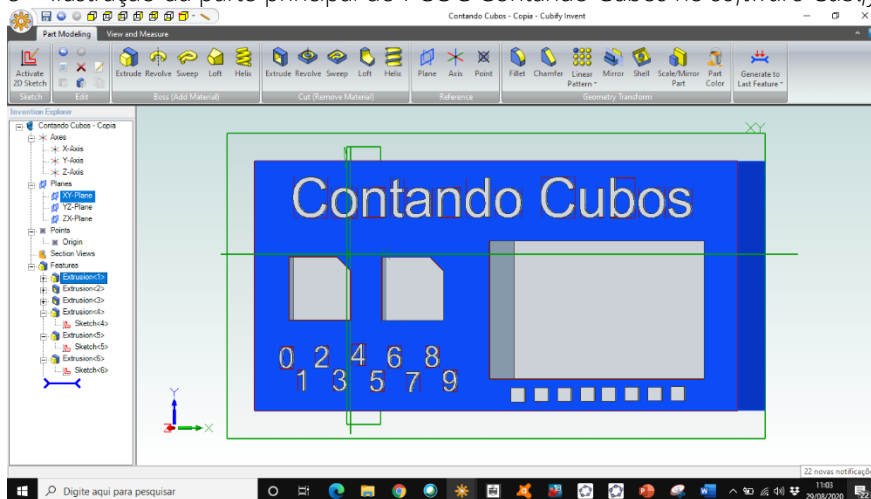 Contando Cubos - Copia - Cubify Invent
Part Modeling View and Measure
Activate 2D Sketch
Extrude Revolve Sweep Loft Helix
Extrude Revolve Sweep Loft Helix
Plane Axis Point
Fillet Chamfer Linear Pattern Mirror Shell Scale/Mirror Part Part Color
Generate to Last Feature
Sketch Edit Boss (Add Material) Cut (Remove Material) Reference Geometry Transform
Invention Explorer
Contando Cubos - Copia
Axes
X-Axis
Y-Axis
Z-Axis
Planes
XY-Plane
YZ-Plane
ZX-Plane
Points
Origin
Section Views
Features
Extrusion<1>
Extrusion<2>
Extrusion<3>
Extrusion<4>
Sketch<4>
Extrusion<5>
Sketch<5>
Extrusion<6>
Sketch<6>
XY
Contando Cubos
0 2 4 6 8
1 3 5 7 9
Y
Z X
22 novas notificaçõ
Digite aqui para pesquisar
11:03
29/08/2020
22